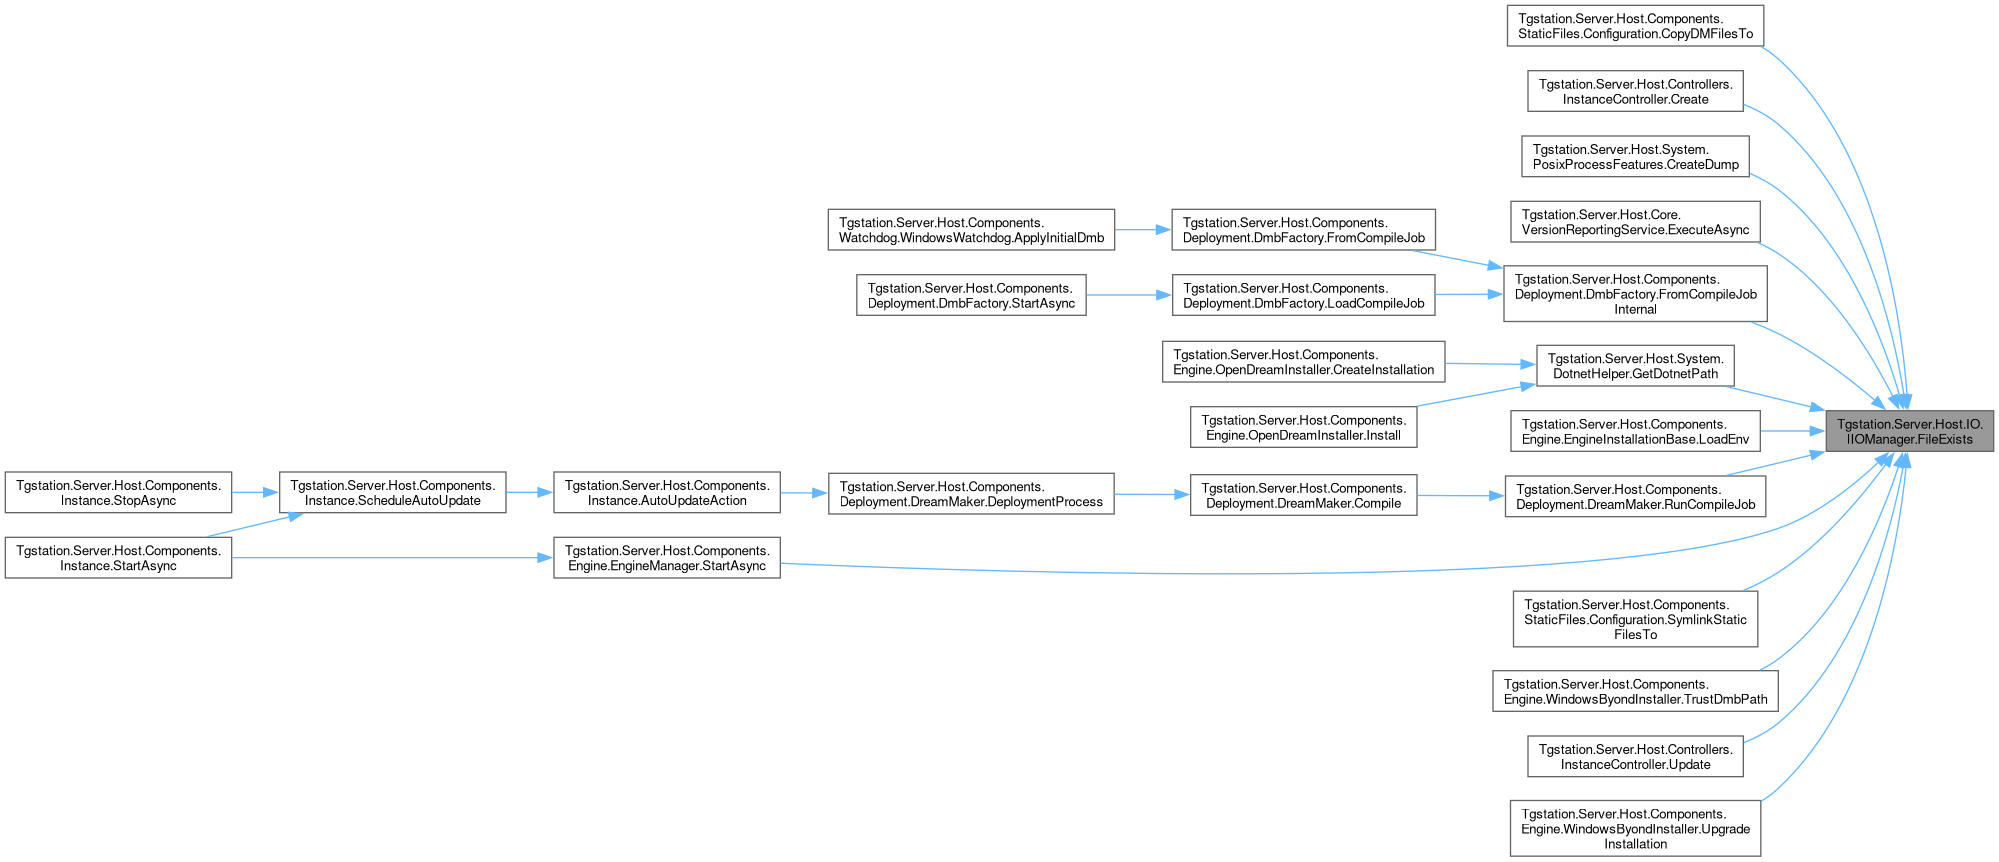 Tgstation.Server.Host.Components.
StaticFiles.Configuration.CopyDMFilesTo
Tgstation.Server.Host.Controllers.
InstanceController.Create
Tgstation.Server.Host.System.
PosixProcessFeatures.CreateDump
Tgstation.Server.Host.Core.
VersionReportingService.ExecuteAsync
Tgstation.Server.Host.Components.
Watchdog.WindowsWatchdog.ApplyInitialDmb
Tgstation.Server.Host.Components.
Deployment.DmbFactory.FromCompileJob
Tgstation.Server.Host.Components.
Deployment.DmbFactory.StartAsync
Tgstation.Server.Host.Components.
Deployment.DmbFactory.LoadCompileJob
Tgstation.Server.Host.Components.
Deployment.DmbFactory.FromCompileJob
Internal
Tgstation.Server.Host.Components.
Engine.OpenDreamInstaller.CreateInstallation
Tgstation.Server.Host.System.
DotnetHelper.GetDotnetPath
Tgstation.Server.Host.Components.
Engine.OpenDreamInstaller.Install
Tgstation.Server.Host.Components.
Engine.EngineInstallationBase.LoadEnv
Tgstation.Server.Host.IO.
IIOManager.FileExists
Tgstation.Server.Host.Components.
Instance.StopAsync
Tgstation.Server.Host.Components.
Instance.ScheduleAutoUpdate
Tgstation.Server.Host.Components.
Instance.AutoUpdateAction
Tgstation.Server.Host.Components.
Deployment.DreamMaker.DeploymentProcess
Tgstation.Server.Host.Components.
Deployment.DreamMaker.Compile
Tgstation.Server.Host.Components.
Deployment.DreamMaker.RunCompileJob
Tgstation.Server.Host.Components.
Instance.StartAsync
Tgstation.Server.Host.Components.
Engine.EngineManager.StartAsync
Tgstation.Server.Host.Components.
StaticFiles.Configuration.SymlinkStatic
FilesTo
Tgstation.Server.Host.Components.
Engine.WindowsByondInstaller.TrustDmbPath
Tgstation.Server.Host.Controllers.
InstanceController.Update
Tgstation.Server.Host.Components.
Engine.WindowsByondInstaller.Upgrade
Installation